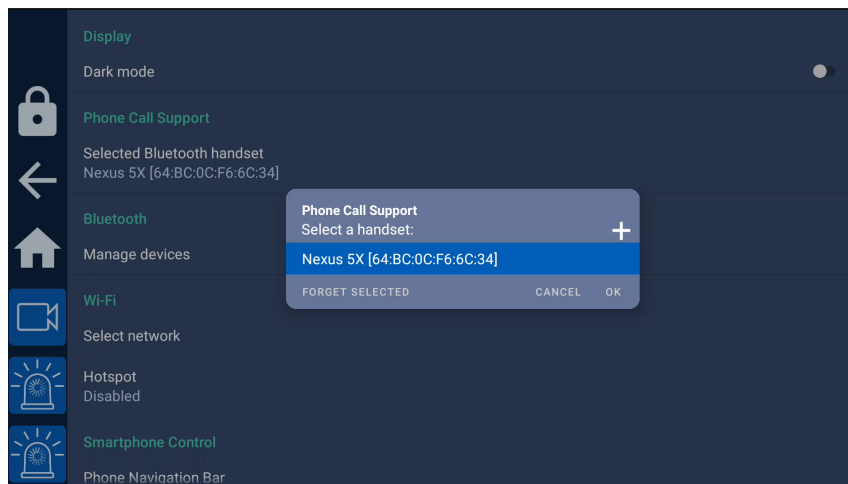 Display
Dark mode
Phone Call Support
Selected Bluetooth handset
Nexus 5X [64:BC:0C:F6:6C:34]
Bluetooth
Manage devices
Phone Call Support
Select a handset:
Nexus 5X [64:BC:0C:F6:6C:34]
FORGET SELECTED CANCEL OK
Wi-Fi
Select network
Hotspot
Disabled
Smartphone Control
Phone Navigation Bar